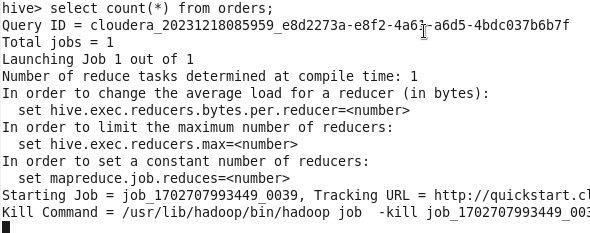 hive> select count(*) from orders;
Query ID = cloudera_20231218085959_e8d2273a-e8f2-4a61-a6d5-4bdc037b6b7f
Total jobs = 1
Launching Job 1 out of 1
Number of reduce tasks determined at compile time: 1
In order to change the average load for a reducer (in bytes):
  set hive.exec.reducers.bytes.per.reducer=<number>
In order to limit the maximum number of reducers:
  set hive.exec.reducers.max=<number>
In order to set a constant number of reducers:
  set mapreduce.job.reduces=<number>
Starting Job = job_1702707993449_0039, Tracking URL = http://quickstart.cl
Kill Command = /usr/lib/hadoop/bin/hadoop job  -kill job_1702707993449_003